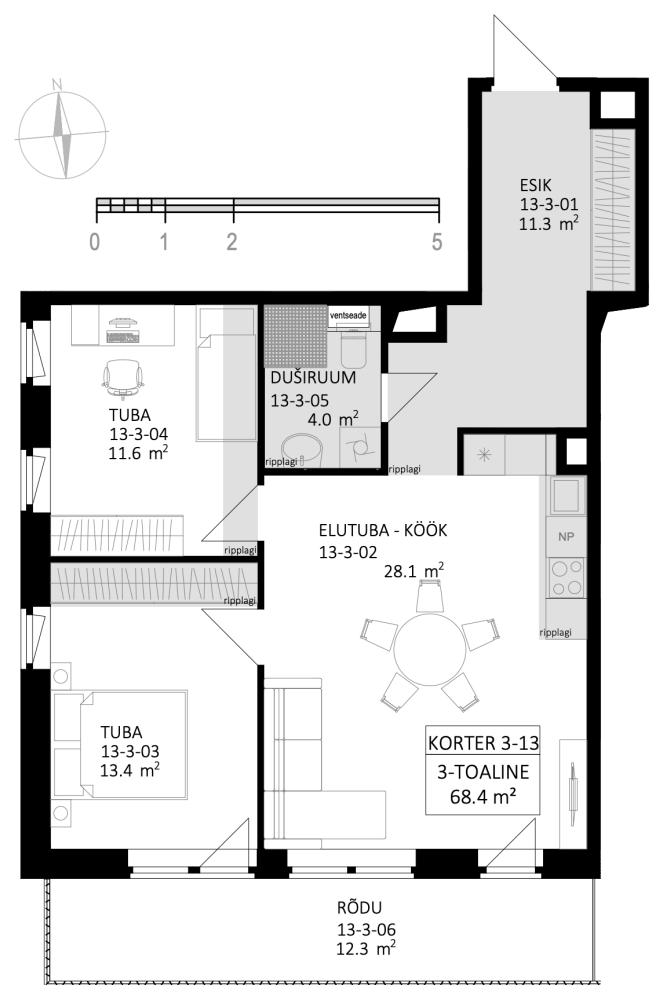 N
0 1 2 5
ESIK
13-3-01
11.3 m²
ventseade
DUŠIRUUM
13-3-05
4.0 m²
ripplagi
ripplagi
TUBA
13-3-04
11.6 m²
ripplagi
ELUTUBA - KÖÖK
13-3-02
28.1 m²
NP
ripplagi
ripplagi
TUBA
13-3-03
13.4 m²
KORTER 3-13
3-TOALINE
68.4 m²
RÕDU
13-3-06
12.3 m²